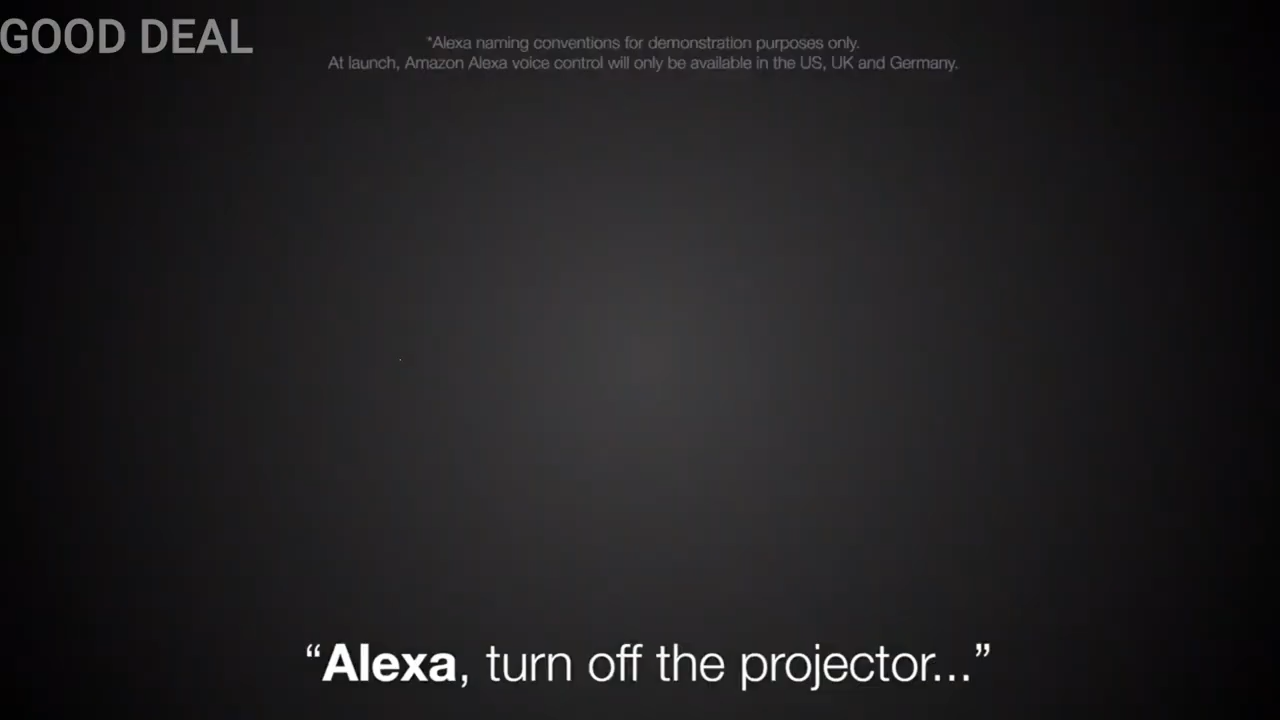 GOOD DEAL
*Alexa naming conventions for demonstration purposes only.
At launch, Amazon Alexa voice control will only be available in the US, UK and Germany.
“Alexa, turn off the projector...”